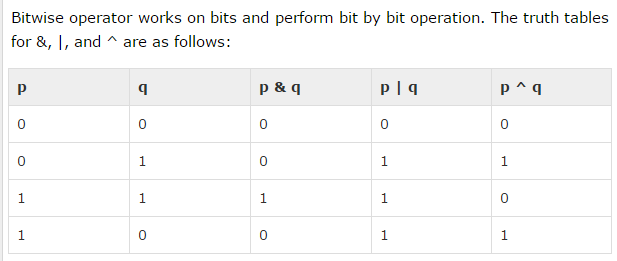 Bitwise operator works on bits and perform bit by bit operation. The truth tables
for &, |, and ^ are as follows:
p q p & q p | q p ^ q
0 0 0 0 0
0 1 0 1 1
1 1 1 1 0
1 0 0 1 1